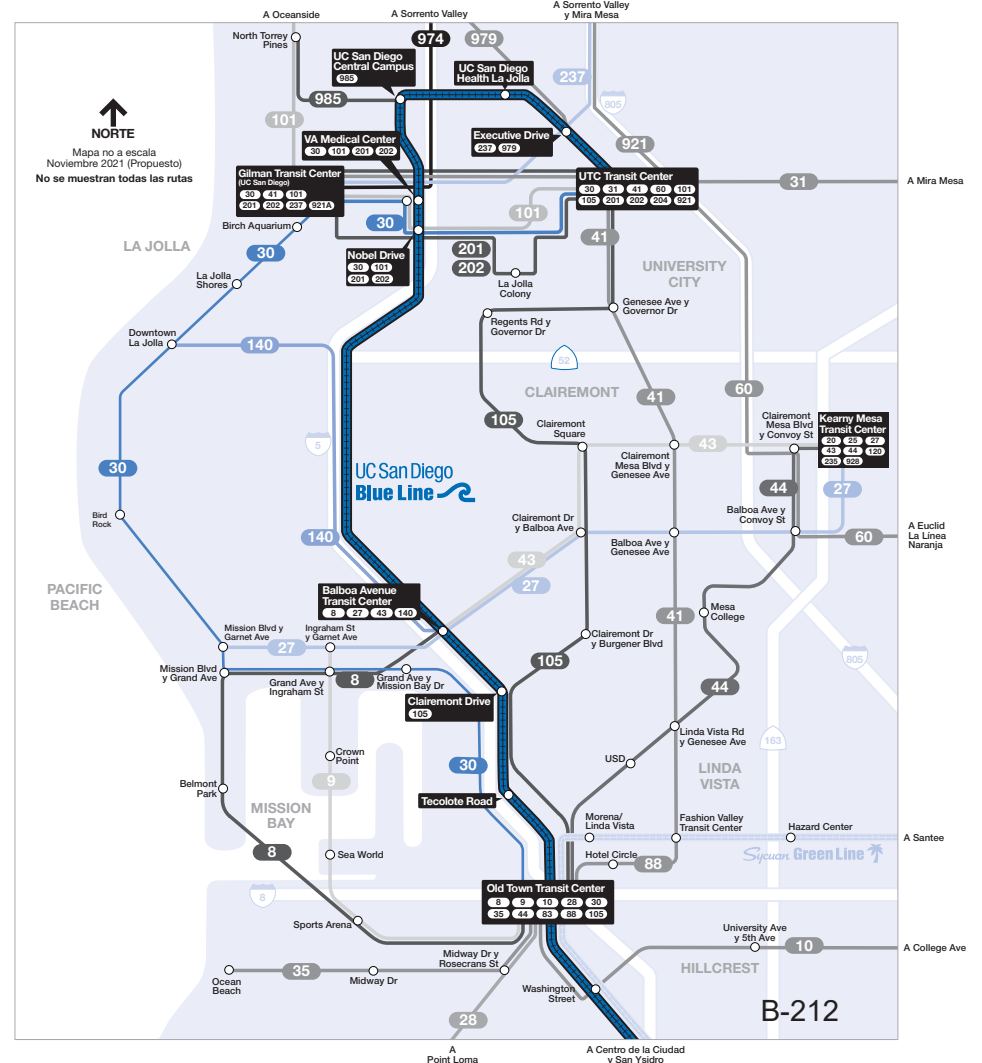 A Oceanside
A Sorrento Valley
A Sorrento Valley
y Mira Mesa
North Torrey
Pines
974
979
UC San Diego
Central Campus
985
UC San Diego
Health La Jolla
237
985
805
NORTE
Mapa no a escala
Noviembre 2021 (Propuesto)
No se muestran todas las rutas
101
VA Medical Center
30 101 201 202
Executive Drive
237 979
921
Gilman Transit Center
(UC San Diego)
30 41 101
201 202 237 921A
UTC Transit Center
30 31 41 60 101
105 201 202 204 921
31
A Mira Mesa
Birch Aquarium
30
101
LA JOLLA
30
41
201
202
Nobel Drive
30 101
201 202
La Jolla
Colony
UNIVERSITY
CITY
La Jolla
Shores
Genesee Ave y
Governor Dr
Regents Rd y
Governor Dr
Downtown
La Jolla
140
52
CLAIREMONT
60
41
105
Clairemont
Square
Clairemont
Mesa Blvd
y Convoy St
Kearny Mesa
Transit Center
20 25 27
43 44 120
235 928
5
43
Clairemont
Mesa Blvd y
Genesee Ave
30
UC San Diego
Blue Line
44
27
Bird
Rock
Clairemont Dr
y Balboa Ave
Balboa Ave y
Convoy St
A Euclid
La Línea
Naranja
140
Balboa Ave y
Genesee Ave
60
43
27
PACIFIC
BEACH
Balboa Avenue
Transit Center
8 27 43 140
Mesa
College
41
Mission Blvd y
Garnet Ave
Ingraham St
y Garnet Ave
27
Clairemont Dr
y Burgener Blvd
805
105
Mission Blvd
y Grand Ave
Grand Ave y
Ingraham St
8
Grand Ave y
Mission Bay Dr
44
Clairemont Drive
105
Linda Vista Rd
y Genesee Ave
163
Crown
Point
USD
30
LINDA
VISTA
9
Belmont
Park
Tecolote Road
MISSION
BAY
Morena/
Linda Vista
Fashion Valley
Transit Center
Hazard Center
A Santee
8
Sea World
Hotel Circle
88
Sycuan Green Line
8
Old Town Transit Center
8 9 10 28 30
35 44 83 88 105
Sports Arena
University Ave
y 5th Ave
10
A College Ave
Midway Dr y
Rosecrans St
35
HILLCREST
Ocean
Beach
Midway Dr
Washington
Street
28
B-212
A
Point Loma
A Centro de la Ciudad
y San Ysidro